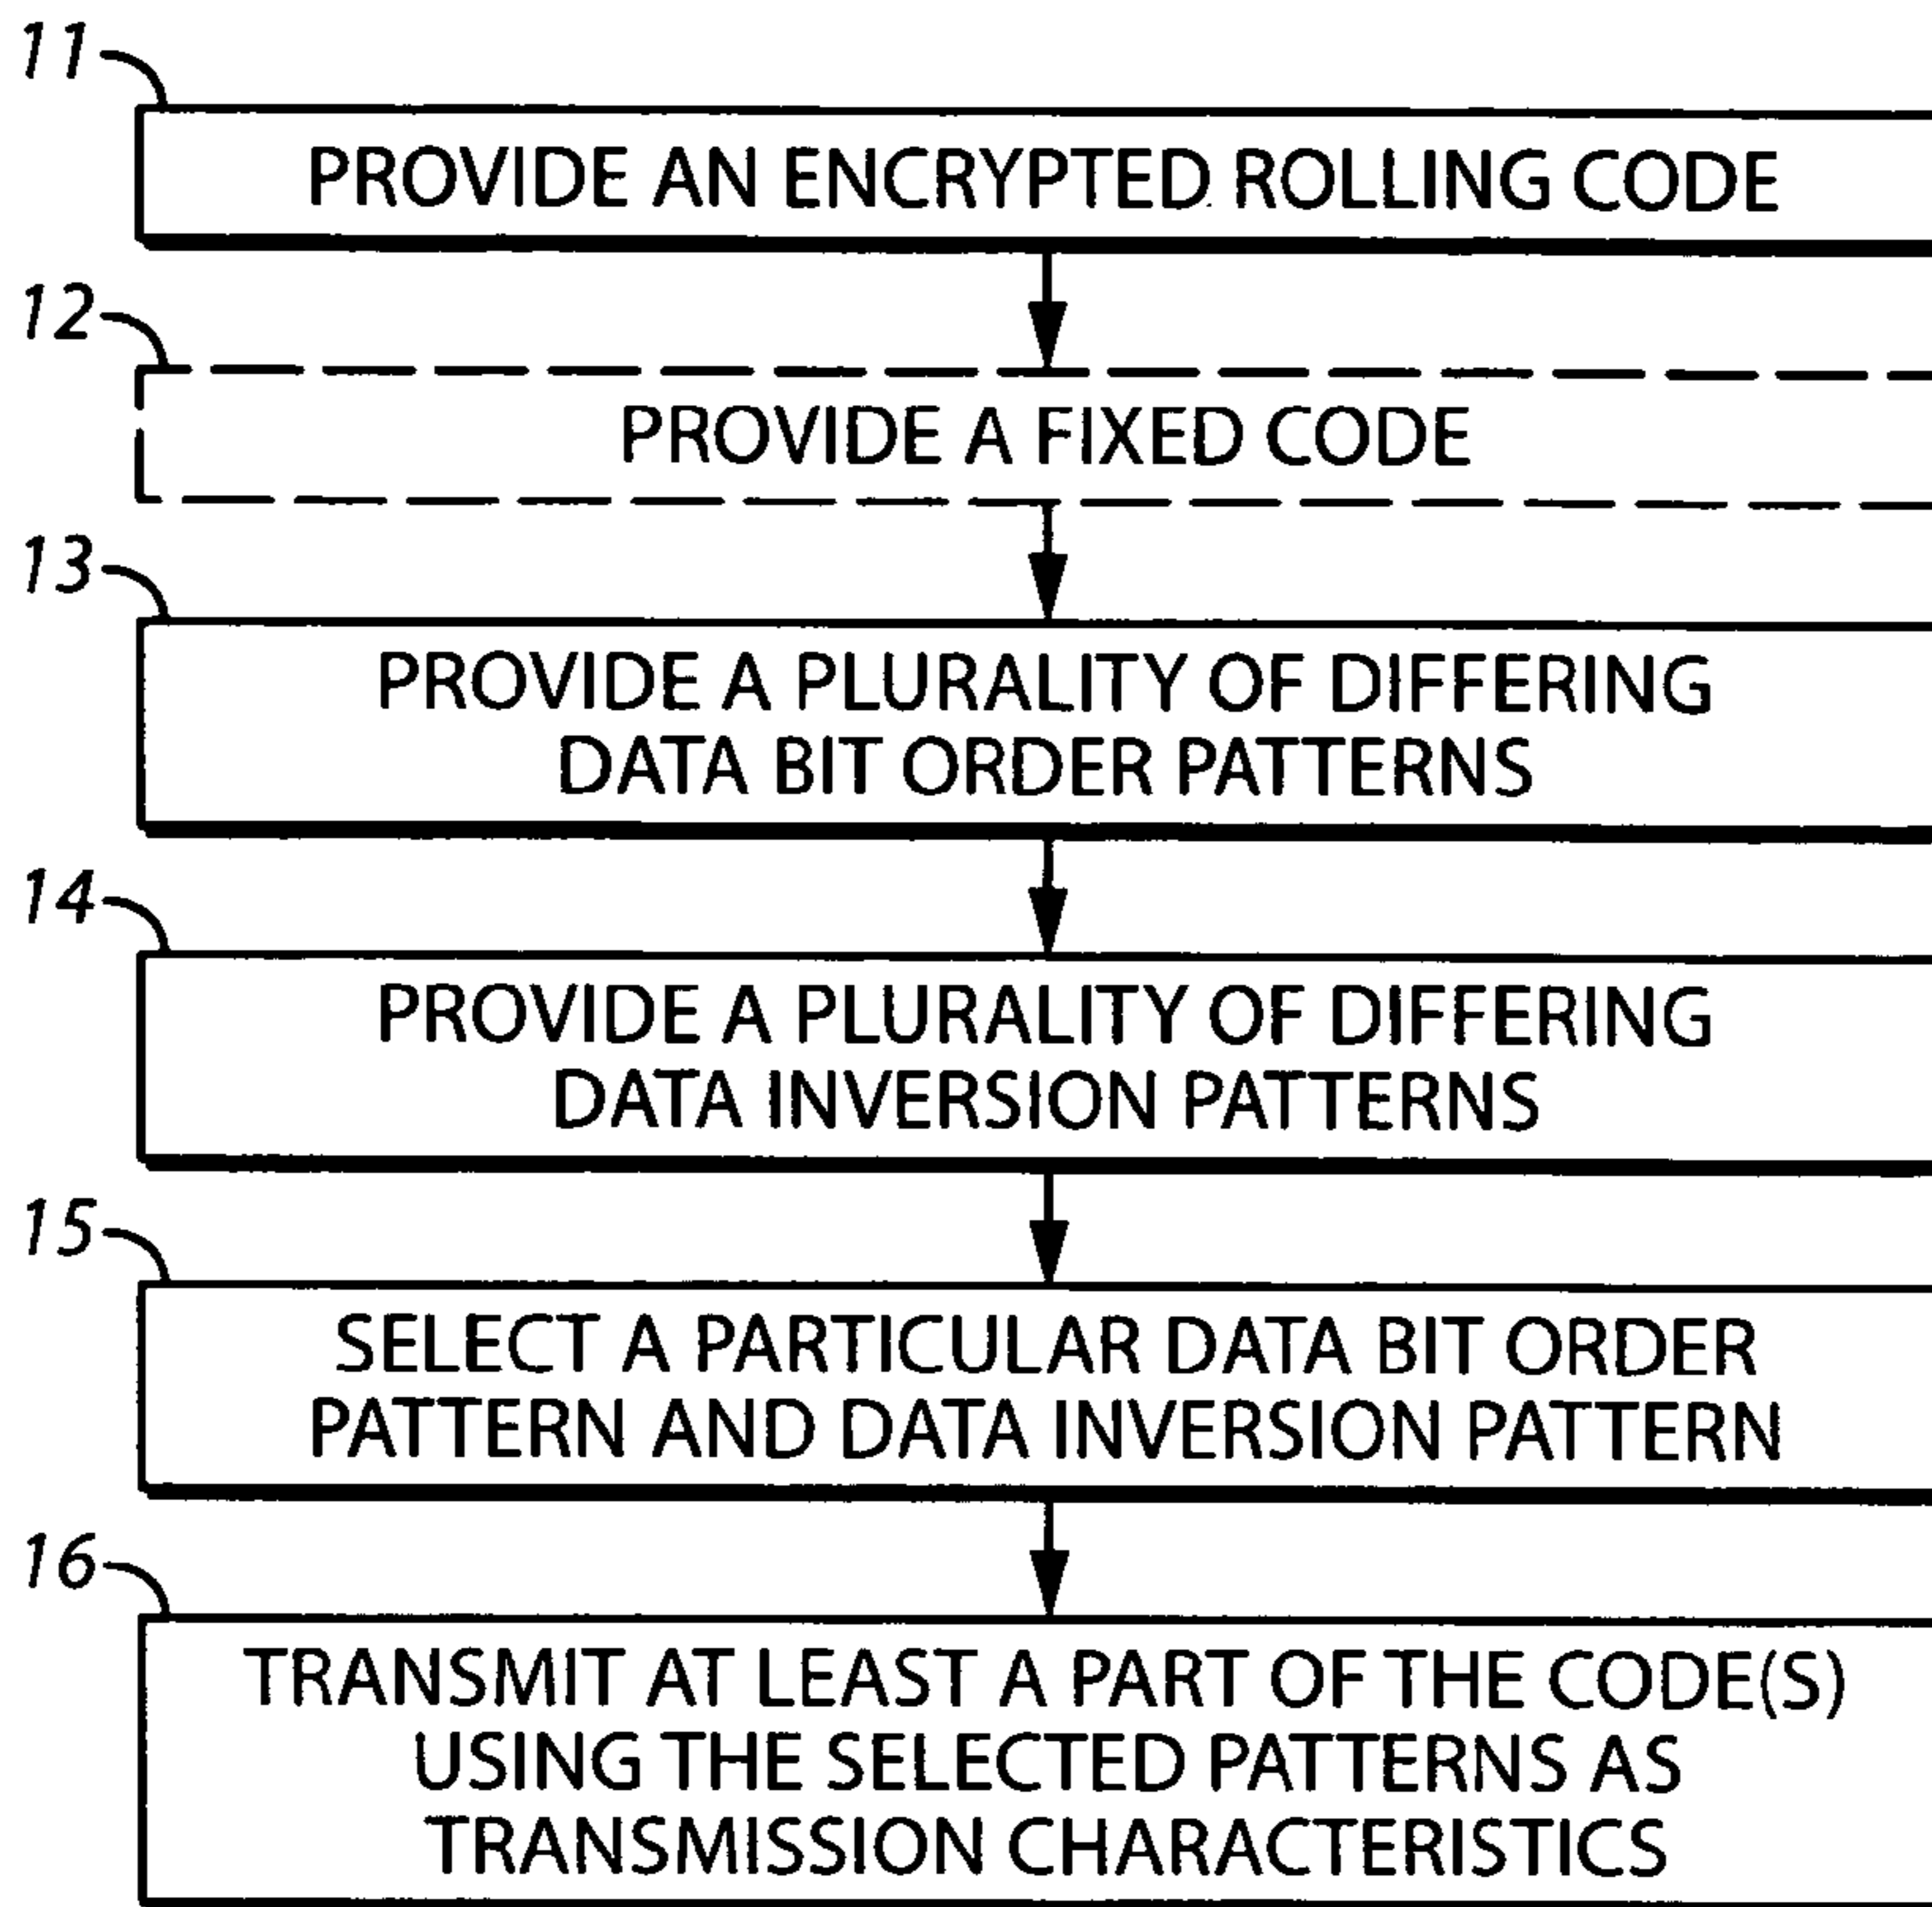 11
PROVIDE AN ENCRYPTED ROLLING CODE
12
PROVIDE A FIXED CODE
13
PROVIDE A PLURALITY OF DIFFERING
DATA BIT ORDER PATTERNS
14
PROVIDE A PLURALITY OF DIFFERING
DATA INVERSION PATTERNS
15
SELECT A PARTICULAR DATA BIT ORDER
PATTERN AND DATA INVERSION PATTERN
16
TRANSMIT AT LEAST A PART OF THE CODE(S)
USING THE SELECTED PATTERNS AS
TRANSMISSION CHARACTERISTICS